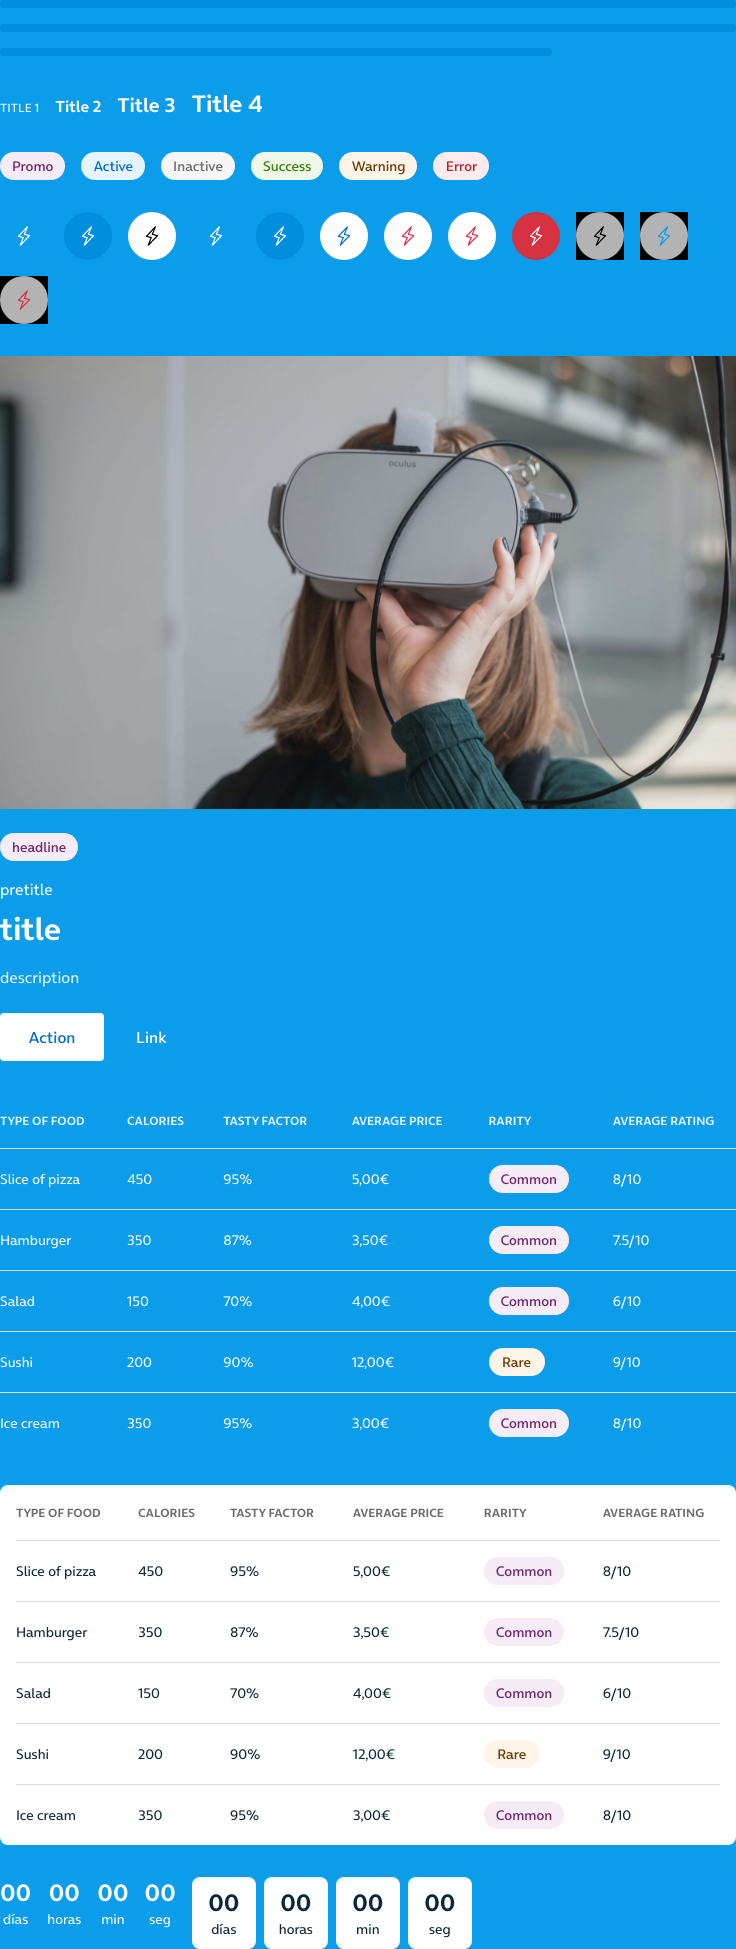 TITLE 1 Title 2 Title 3 Title 4
Promo Active Inactive Success Warning Error
oculus
headline
pretitle
title
description
Action Link
TYPE OF FOOD CALORIES TASTY FACTOR AVERAGE PRICE RARITY AVERAGE RATING
Slice of pizza 450 95% 5,00€ Common 8/10
Hamburger 350 87% 3,50€ Common 7.5/10
Salad 150 70% 4,00€ Common 6/10
Sushi 200 90% 12,00€ Rare 9/10
Ice cream 350 95% 3,00€ Common 8/10
TYPE OF FOOD CALORIES TASTY FACTOR AVERAGE PRICE RARITY AVERAGE RATING
Slice of pizza 450 95% 5,00€ Common 8/10
Hamburger 350 87% 3,50€ Common 7.5/10
Salad 150 70% 4,00€ Common 6/10
Sushi 200 90% 12,00€ Rare 9/10
Ice cream 350 95% 3,00€ Common 8/10
00 00 00 00 00 00 00 00
días horas min seg días horas min seg